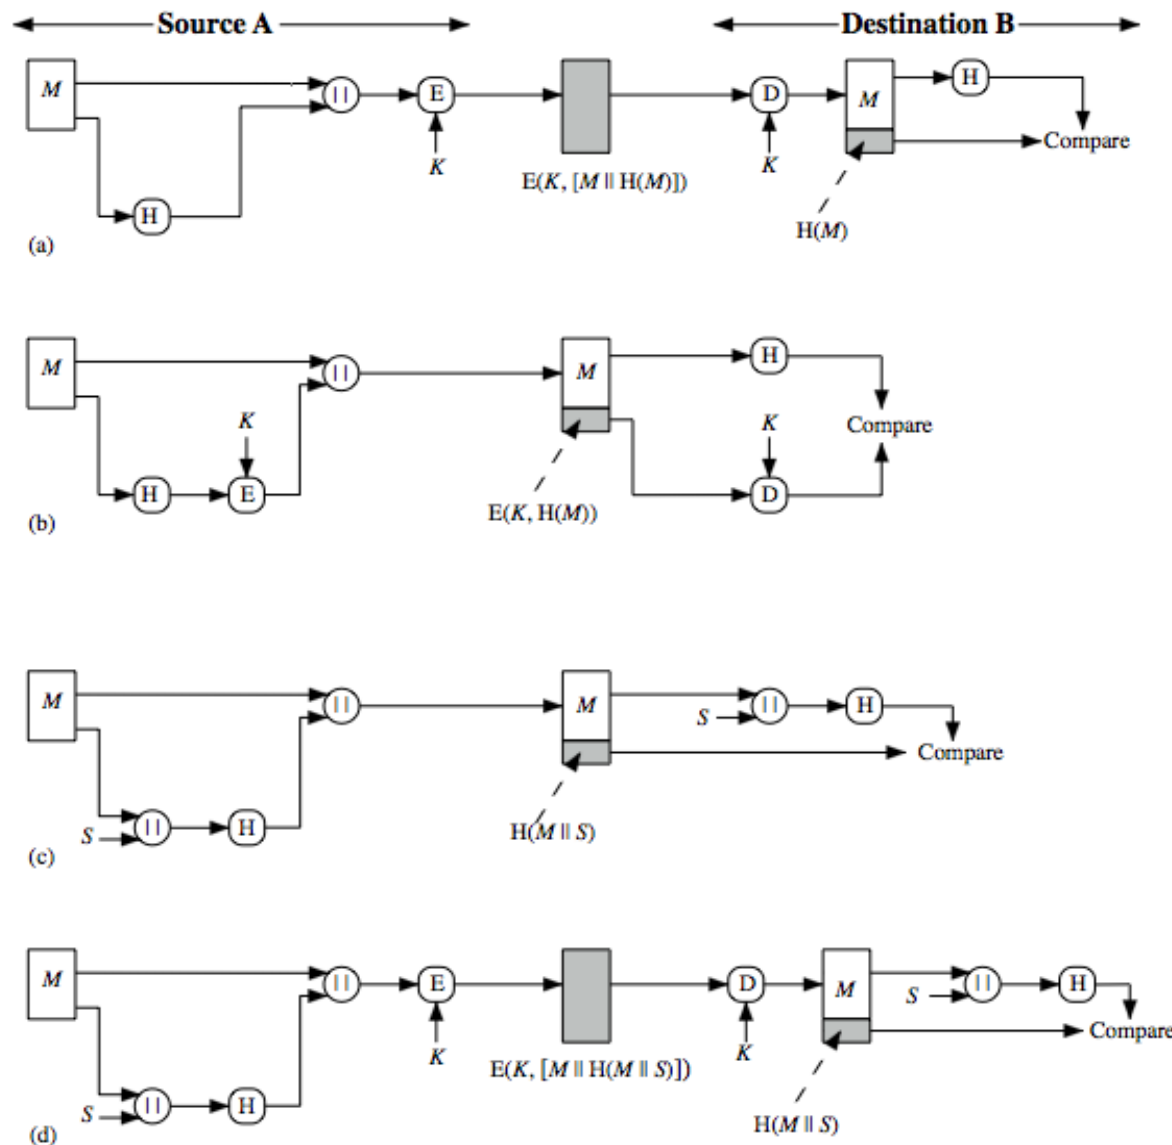 Source A Destination B
M || E D M H
K K Compare
E(K, [M || H(M)])
H H(M)
(a)
M || M H
K K Compare
H E D
E(K, H(M))
(b)
M || M || H
S
Compare
S || H H(M || S)
(c)
M || E D M || H
S
K K Compare
E(K, [M || H(M || S)])
S || H H(M || S)
(d)